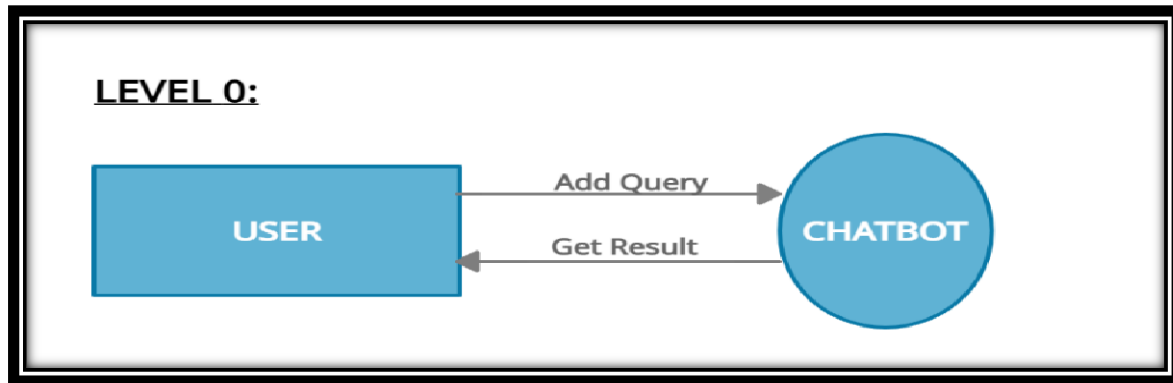 LEVEL 0:
Add Query
USER
CHATBOT
Get Result